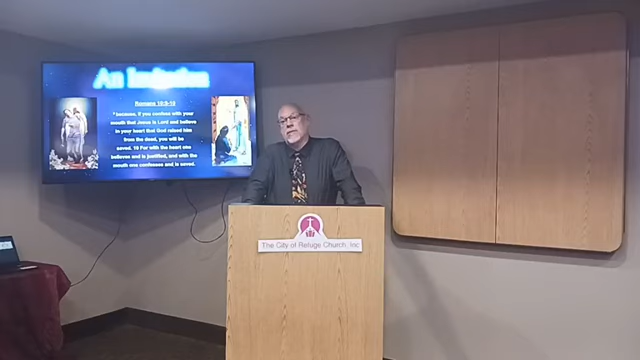 An Invitation
Romans 10:9-10
"because, if you confess with your
mouth that Jesus is Lord and believe
in your heart that God raised him
from the dead, you will be
saved. 10 For with the heart one
believes and is justified, and with the
mouth one confesses and is saved.
The City of Refuge Church, Inc